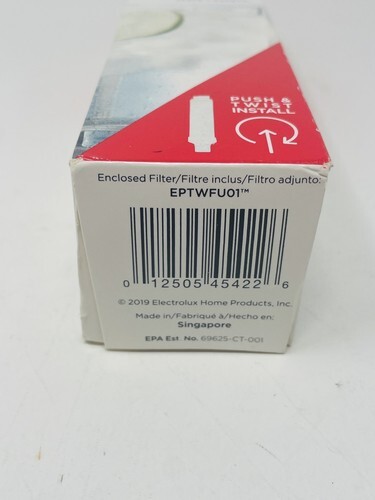 PUSH &
TWIST
INSTALL
Enclosed Filter/Filtre inclus/Filtro adjunto:
EPTWFU01™
0 12505 45422 6
© 2019 Electrolux Home Products, Inc.
Made in/Fabriqué à/Hecho en:
Singapore
EPA Est. No. 69625-CT-001